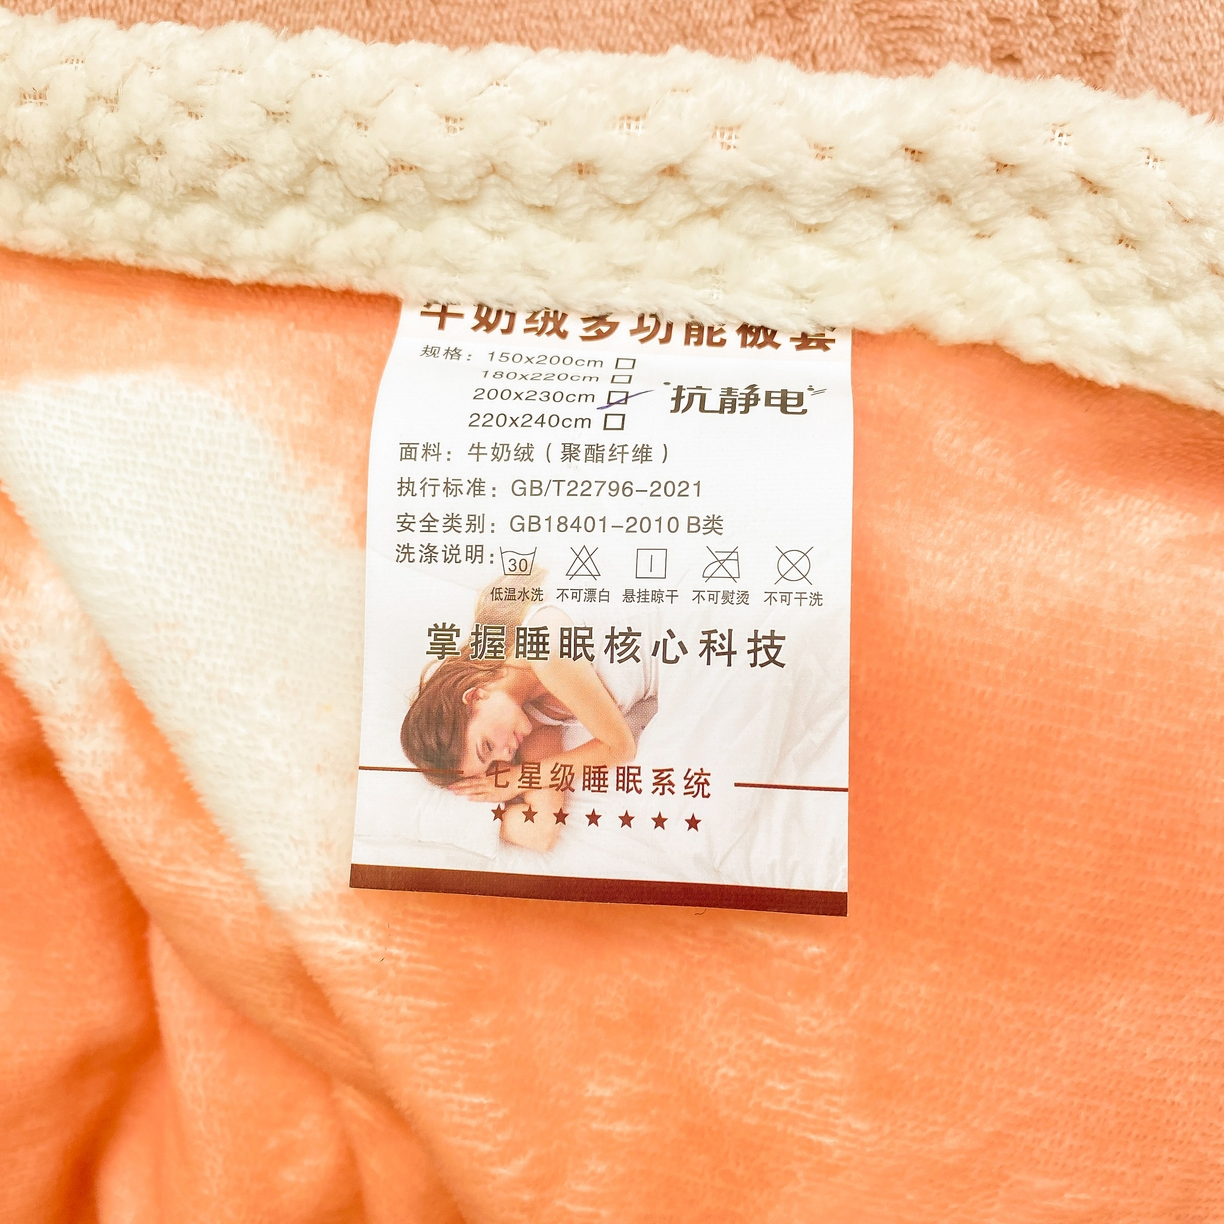 牛奶绒多功能被套
规格：150x200cm
180x220cm
200x230cm
220x240cm
抗静电
面料：牛奶绒（聚酯纤维）
执行标准：GB/T22796-2021
安全类别：GB18401-2010 B类
洗涤说明：
30
低温水洗 不可漂白 悬挂晾干 不可熨烫 不可干洗
掌握睡眠核心科技
七星级睡眠系统